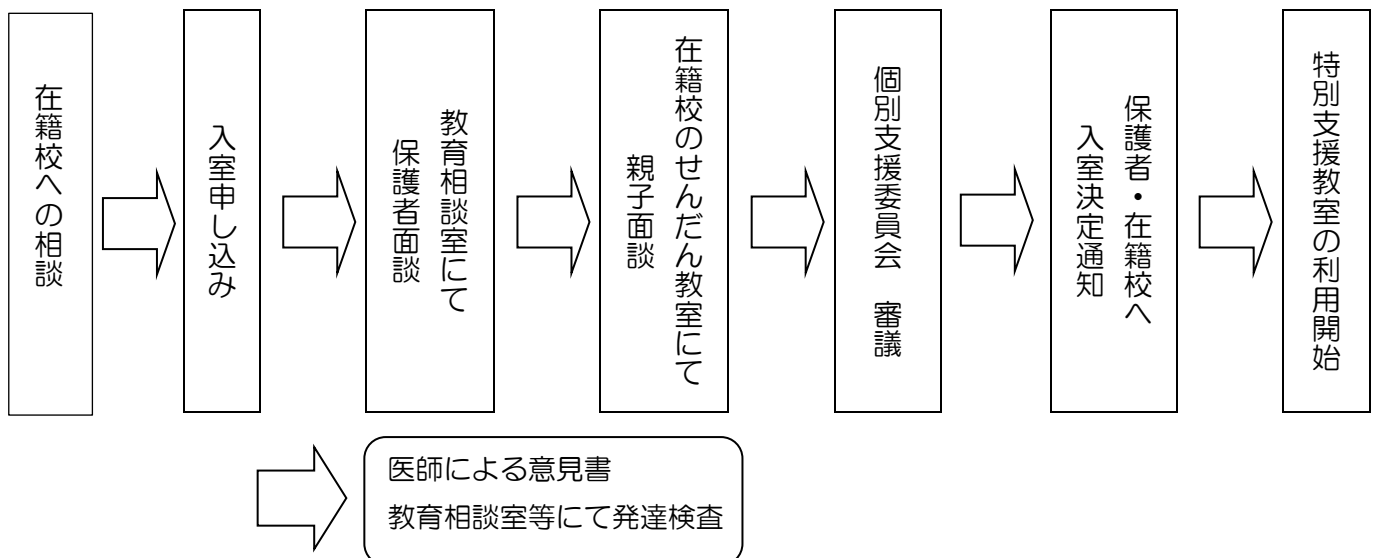 在籍校への相談
入室申し込み
教育相談室にて
保護者面談
在籍校のせんだん教室にて
親子面談
個別支援委員会　審議
保護者・在籍校へ
入室決定通知
特別支援教室の利用開始
医師による意見書
教育相談室等にて発達検査